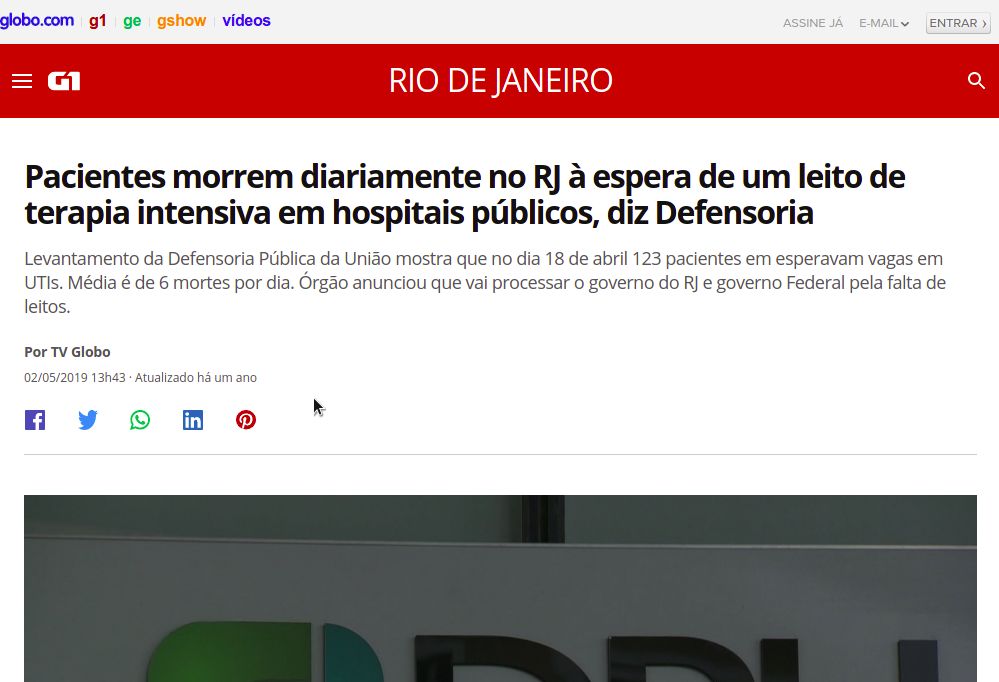 globo.com g1 ge gshow vídeos ASSINE JÁ E-MAIL ENTRAR ›
G1 RIO DE JANEIRO
Pacientes morrem diariamente no RJ à espera de um leito de
terapia intensiva em hospitais públicos, diz Defensoria
Levantamento da Defensoria Pública da União mostra que no dia 18 de abril 123 pacientes em esperavam vagas em
UTIs. Média é de 6 mortes por dia. Órgão anunciou que vai processar o governo do RJ e governo Federal pela falta de
leitos.
Por TV Globo
02/05/2019 13h43 · Atualizado há um ano